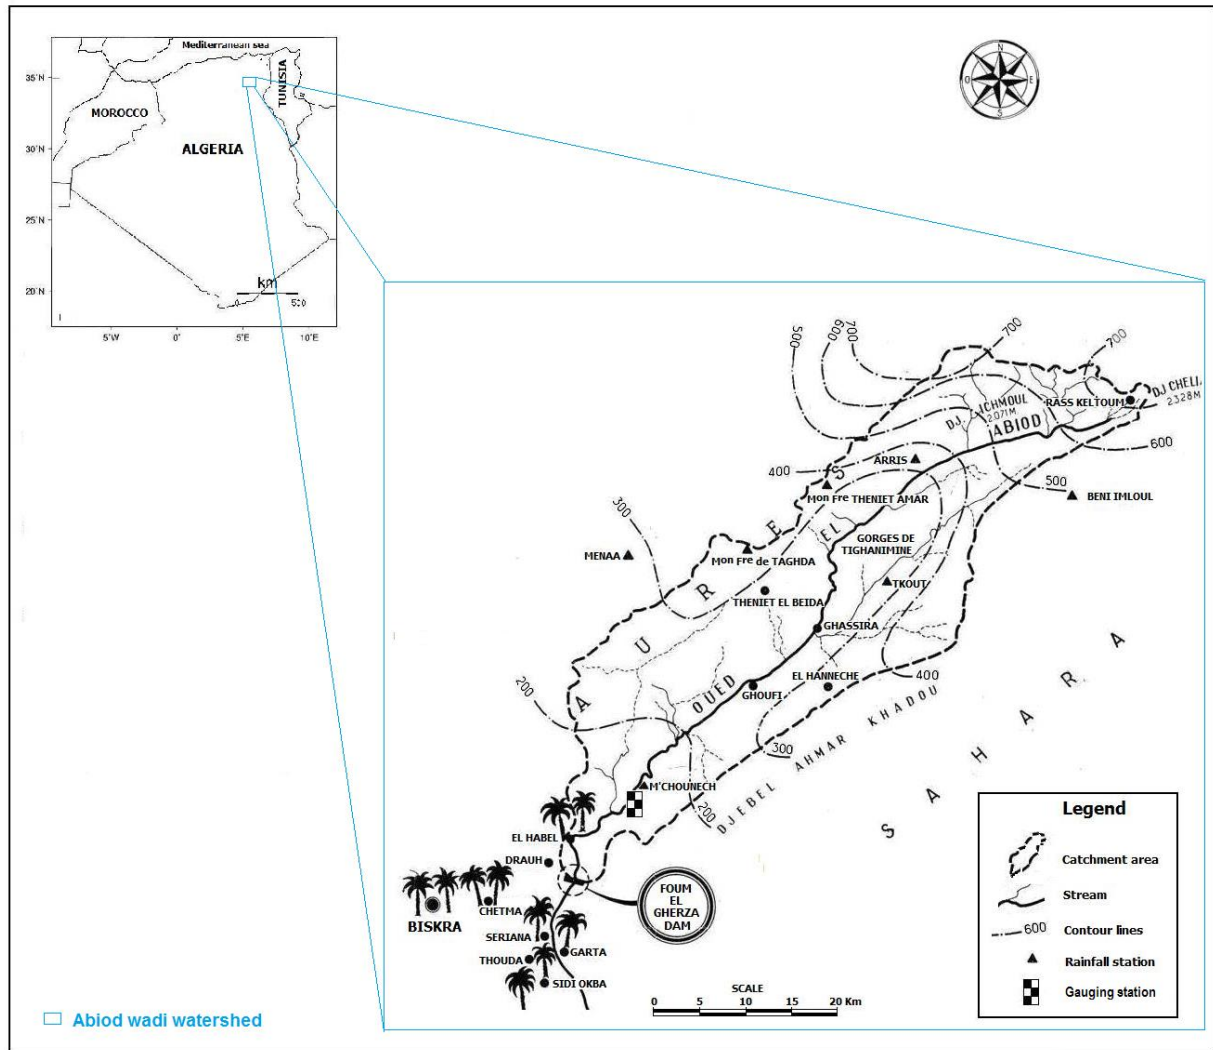 Mediterranean sea
35°N
TUNISIA
MOROCCO
ALGERIA
30°N
25°N
20°N
km
0 500
5°W 0° 5°E 10°E
N
O E
S
500
600
700
700
700
DJ CHELIA
2328M
RASS KELTOUM
DJ. ICHMOUL
2071M
ABIOD
600
ARRIS
400
500
BENI IMLOUL
Mon Fre THENIET AMAR
300
EL
GORGES DE
TIGHANIMINE
MENAA
Mon Fre de TAGHDA
TKOUT
THENIET EL BEIDA
GHASSIRA
AURES
EL HANNECHE
400
200
OUED
GHOUFI
300
DJEBEL AHMAR KHADOU
SAHARA
M'CHOUNECH
200
EL HABEL
DRAUH
FOUM
EL
GHERZA
DAM
CHETMA
BISKRA
SERIANA
GARTA
THOUDA
SIDI OKBA
SCALE
0 5 10 15 20 Km
Legend
Catchment area
Stream
600 Contour lines
Rainfall station
Gauging station
Abiod wadi watershed